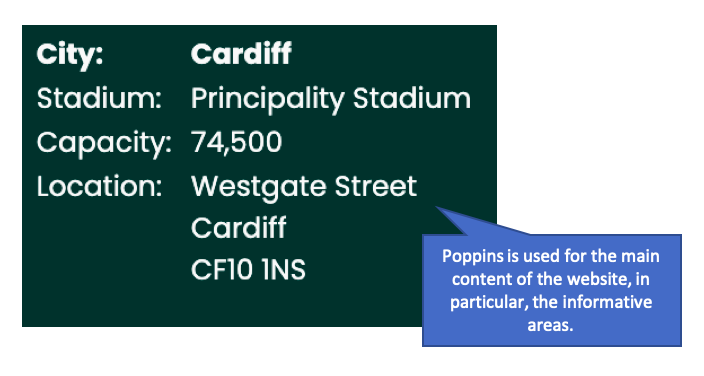 City: Cardiff
Stadium: Principality Stadium
Capacity: 74,500
Location: Westgate Street
Cardiff
CF10 1NS
Poppins is used for the main
content of the website, in
particular, the informative
areas.